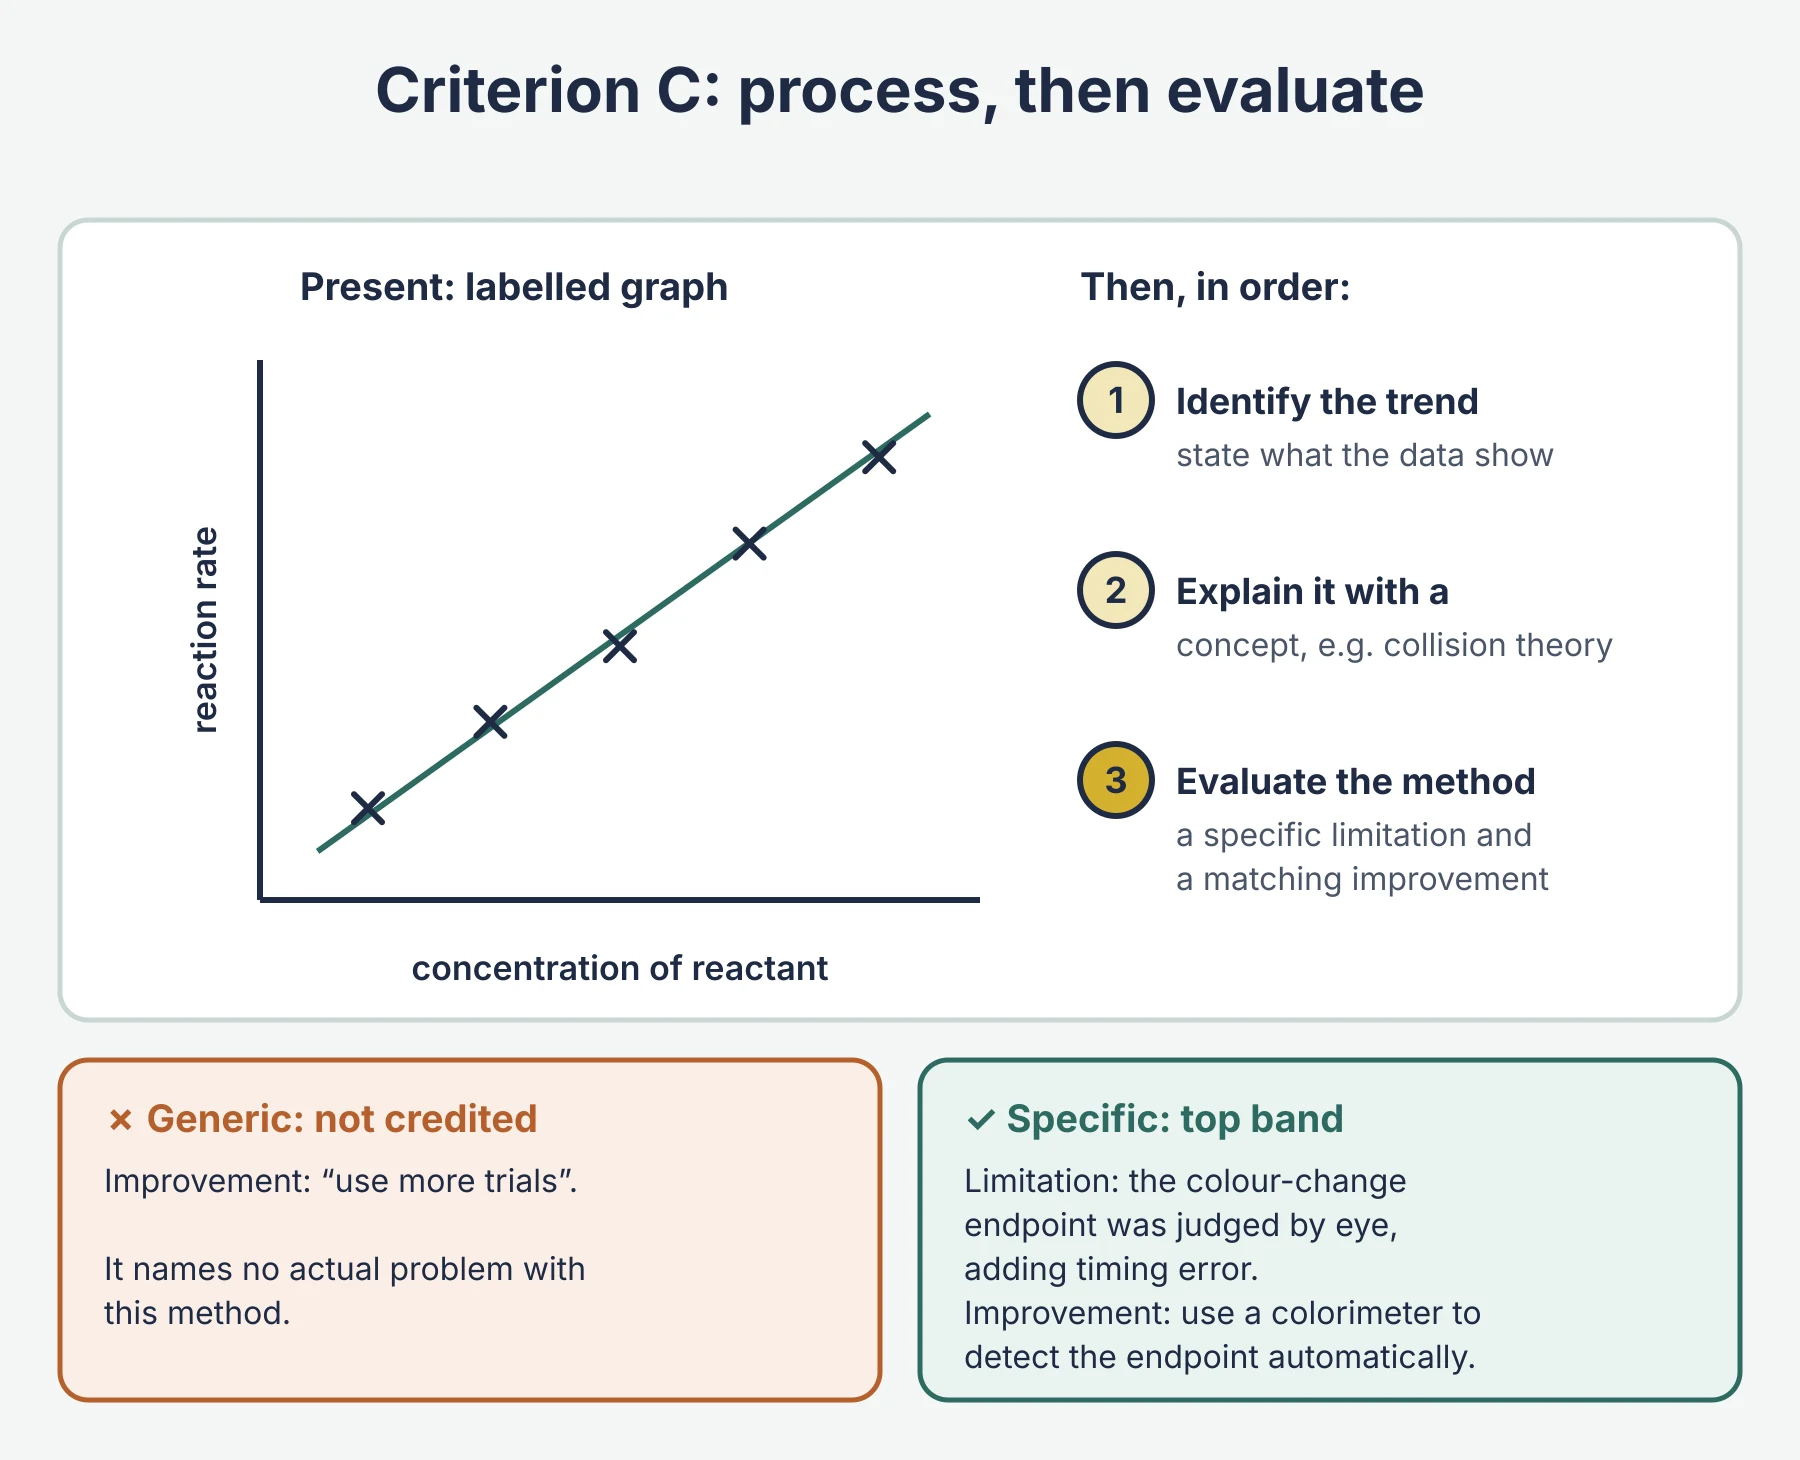 Criterion C: process, then evaluate
Present: labelled graph
reaction rate
concentration of reactant
Then, in order:
1
Identify the trend
state what the data show
2
Explain it with a
concept, e.g. collision theory
3
Evaluate the method
a specific limitation and
a matching improvement
× Generic: not credited
Improvement: “use more trials”.
It names no actual problem with
this method.
✓ Specific: top band
Limitation: the colour-change
endpoint was judged by eye,
adding timing error.
Improvement: use a colorimeter to
detect the endpoint automatically.